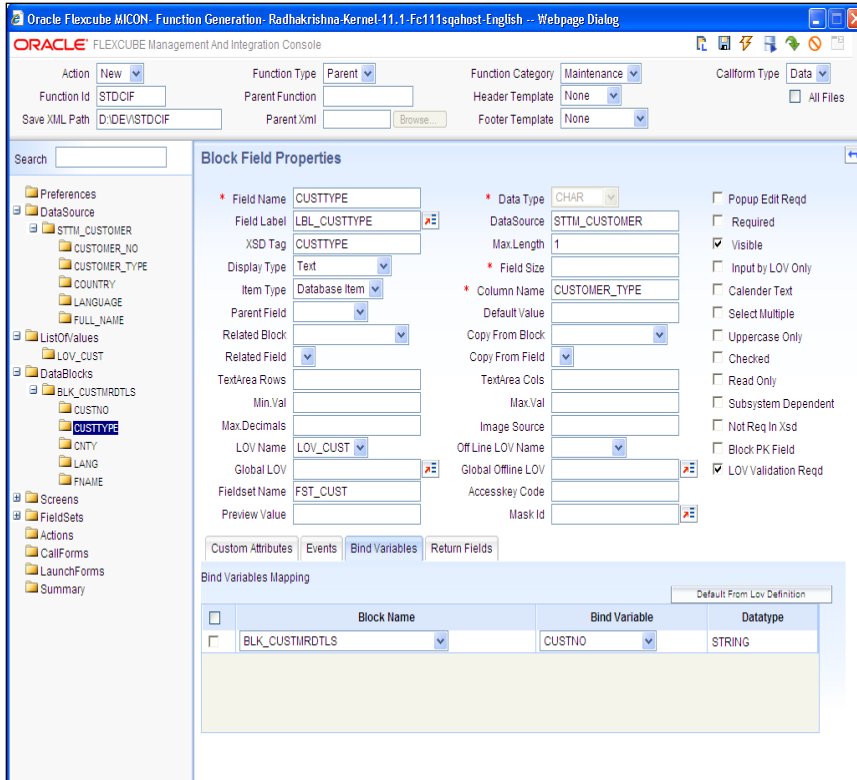 Oracle Flexcube MICON- Function Generation- Radhakrishna-Kernel-11.1-Fc111sqahost-English -- Webpage Dialog
ORACLE FLEXCUBE Management And Integration Console
Action New Function Type Parent Function Category Maintenance Callform Type Data
Function Id STDCIF Parent Function Header Template None All Files
Save XML Path D:\DEV\STDCIF Parent Xml Browse... Footer Template None
Search
Preferences
DataSource
STTM_CUSTOMER
CUSTOMER_NO
CUSTOMER_TYPE
COUNTRY
LANGUAGE
FULL_NAME
ListOfValues
LOV_CUST
DataBlocks
BLK_CUSTMRDTLS
CUSTNO
CUSTTYPE
CNTY
LANG
FNAME
Screens
FieldSets
Actions
CallForms
LaunchForms
Summary
Block Field Properties
* Field Name CUSTTYPE * Data Type CHAR Popup Edit Reqd
Field Label LBL_CUSTTYPE DataSource STTM_CUSTOMER Required
XSD Tag CUSTTYPE Max.Length 1 Visible
Display Type Text * Field Size Input by LOV Only
Item Type Database Item * Column Name CUSTOMER_TYPE Calender Text
Parent Field Default Value Select Multiple
Related Block Copy From Block Uppercase Only
Related Field Copy From Field Checked
TextArea Rows TextArea Cols Read Only
Min.Val Max.Val Subsystem Dependent
Max.Decimals Image Source Not Req In Xsd
LOV Name LOV_CUST Off Line LOV Name Block PK Field
Global LOV Global Offline LOV LOV Validation Reqd
Fieldset Name FST_CUST Accesskey Code
Preview Value Mask Id
Custom Attributes Events Bind Variables Return Fields
Bind Variables Mapping
Default From Lov Definition
Block Name Bind Variable Datatype
BLK_CUSTMRDTLS CUSTNO STRING